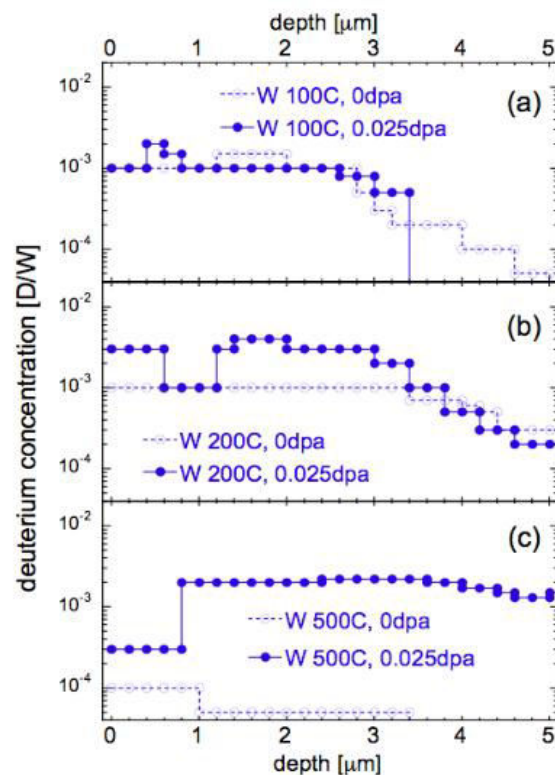 depth [μm]
0 1 2 3 4 5
10⁻²
10⁻³
10⁻⁴
W 100C, 0dpa
W 100C, 0.025dpa
(a)
deuterium concentration [D/W]
10⁻²
10⁻³
10⁻⁴
(b)
W 200C, 0dpa
W 200C, 0.025dpa
10⁻²
10⁻³
10⁻⁴
(c)
W 500C, 0dpa
W 500C, 0.025dpa
0 1 2 3 4 5
depth [μm]